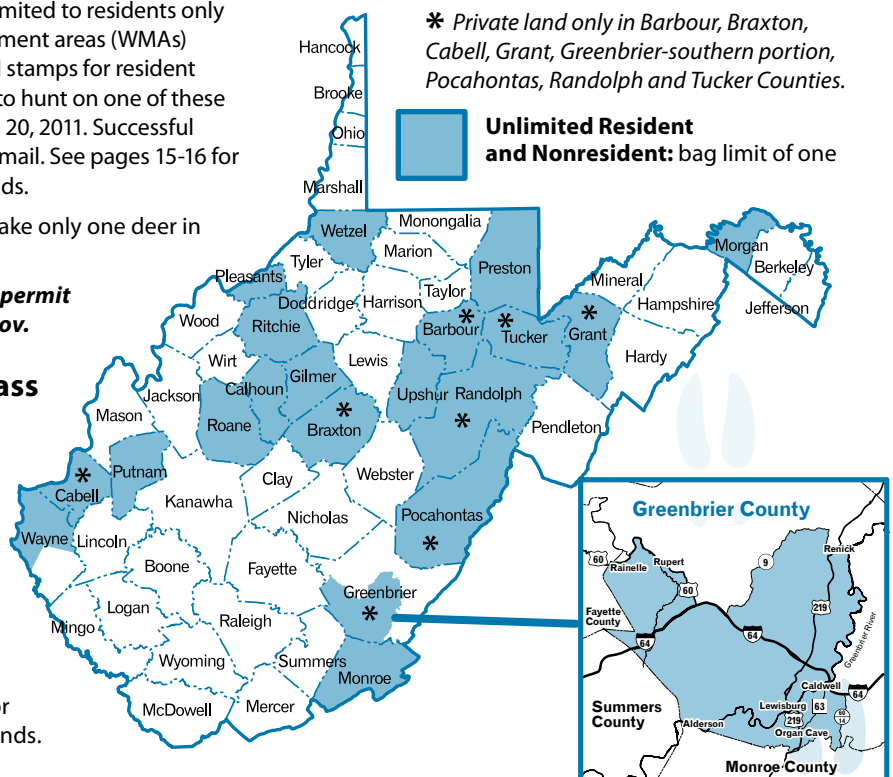 mited to residents only
ment areas (WMAs)
stamps for resident
to hunt on one of these
20, 2011. Successful
mail. See pages 15-16 for
ds.
ake only one deer in
permit
ov.
ass
or
nds.
* Private land only in Barbour, Braxton,
Cabell, Grant, Greenbrier-southern portion,
Pocahontas, Randolph and Tucker Counties.
Unlimited Resident
and Nonresident: bag limit of one
Hancock
Brooke
Ohio
Marshall
Wetzel
Monongalia
Marion
Preston
Morgan
Berkeley
Jefferson
Mineral
Hampshire
Pleasants
Tyler
Doddridge
Harrison
Taylor
Barbour
*
Tucker
*
Grant
*
Hardy
Wood
Ritchie
Wirt
Lewis
Jackson
Calhoun
Gilmer
Upshur
Randolph
*
Pendleton
Mason
Roane
Braxton
*
Cabell
*
Putnam
Clay
Webster
Kanawha
Nicholas
Pocahontas
*
Wayne
Lincoln
Boone
Fayette
Greenbrier
*
Logan
Mingo
Raleigh
Wyoming
Summers
Monroe
McDowell
Mercer
Greenbrier County
60
Rainelle
Rupert
60
9
Renick
219
Fayette
County
64
64
Greenbrier River
Caldwell
64
Summers
County
Lewisburg
63
219
60
14
Alderson
Organ Cave
Monroe County